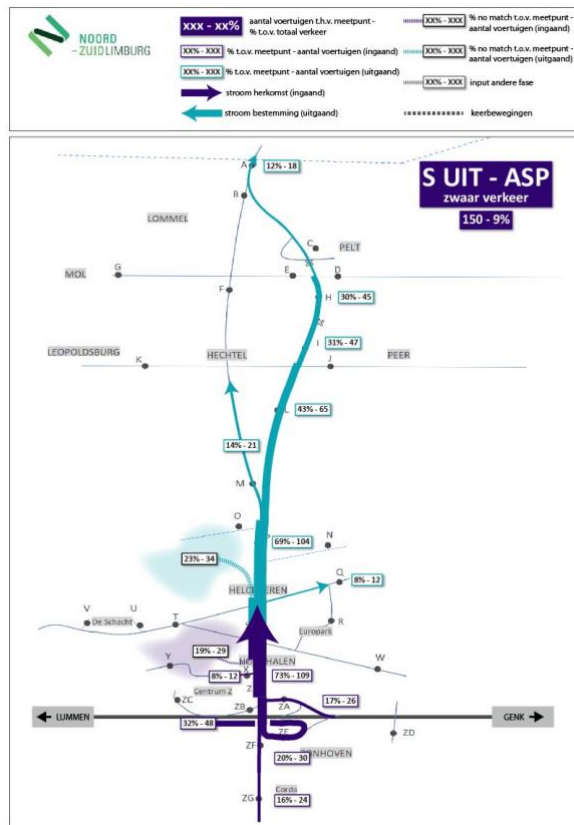 NOORD
-ZUIDLIMBURG
xxx - xx%
aantal voertuigen t.h.v. meetpunt -
% t.o.v. totaal verkeer
XX% - XXX
% t.o.v. meetpunt - aantal voertuigen (ingaand)
XX% - XXX
% t.o.v. meetpunt - aantal voertuigen (uitgaand)
stroom herkomst (ingaand)
stroom bestemming (uitgaand)
XX% - XXX
% no match t.o.v. meetpunt -
aantal voertuigen (ingaand)
XX% - XXX
% no match t.o.v. meetpunt -
aantal voertuigen (uitgaand)
XX% - XXX
input andere fase
keerbewegingen
S UIT - ASP
zwaar verkeer
150 - 9%
A
12% - 18
B
LOMMEL
C
PELT
MOL
G
E
D
F
H
30% - 45
I
31% - 47
LEOPOLDSBURG
HECHTEL
PEER
K
J
L
43% - 65
14% - 21
M
O
N
69% - 104
23% - 34
Q
8% - 12
V
U
De Schacht
T
R
Europark
19% - 29
Y
W
8% - 12
X
73% - 109
Centrum Z
Z
ZC
ZB
ZA
17% - 26
LUMMEN
GENK
32% - 48
ZE
ZD
ZF
20% - 30
Corda
ZG
16% - 24